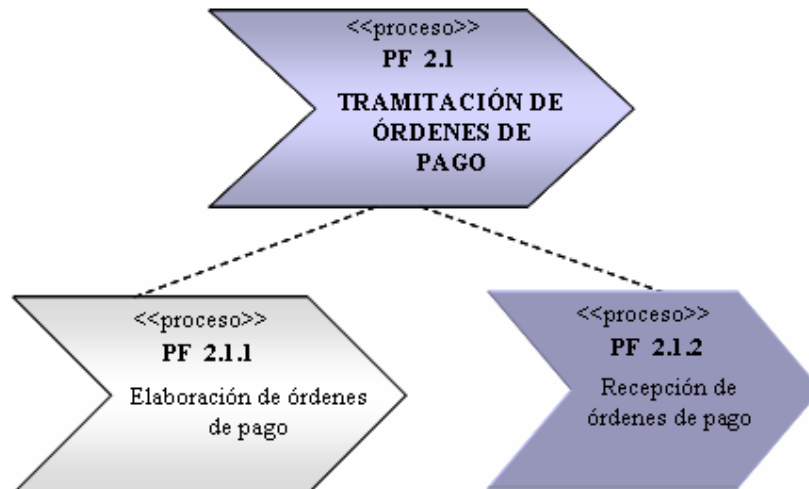 <<proceso>>
PF 2.1
TRAMITACIÓN DE
ÓRDENES DE
PAGO
<<proceso>>
PF 2.1.1
Elaboración de órdenes
de pago
<<proceso>>
PF 2.1.2
Recepción de
órdenes de pago